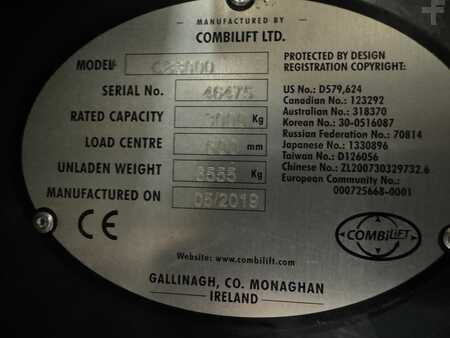 MANUFACTURED BY
COMBILIFT LTD.
MODEL
SERIAL No. 46475
RATED CAPACITY Kg
LOAD CENTRE 600 mm
UNLADEN WEIGHT Kg
MANUFACTURED ON 05/2019
CE
PROTECTED BY DESIGN
REGISTRATION COPYRIGHT:
US No.: D579,624
Canadian No.: 123292
Australian No.: 318370
Korean No.: 30-0516087
Russian Federation No.: 70814
Japanese No.: 1330896
Taiwan No.: D126056
Chinese No.: ZL200730329732.6
European Community No.:
000725668-0001
COMBiLIFT
Website: www.combilift.com
GALLINAGH, CO. MONAGHAN
IRELAND